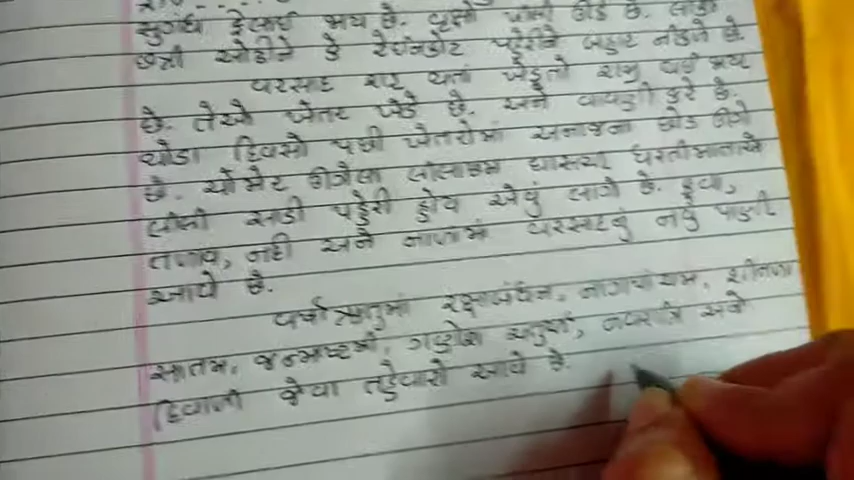 સુગંધ ફેલાઈ જાય છે. વૃક્ષો પીલી ઊઠે છે. લોકો
છત્રી ઓઢીને કે રેઇનકોટ પહેરીને બહાર નીકળે છે.
વરસાદ શરૂ થતાં ખેડૂતો રાજી થઈ જાય
છે. તેઓ ખેતર ખેડે છે. અને વાવણી કરે છે.
થોડા દિવસો પછી ખેતરોમાં અનાજના છોડ ઊગે
છે. ચોમેર ઊગેલા લીલાછમ ઘાસથી ધરતીમાતાએ
લીલી સાડી પહેરી હોય એવું લાગે છે. કૂવા,
તળાવ, નદી અને નાળામાં વરસાદનું નવું પાણી
આવે છે.
વર્ષાઋતુમાં રક્ષાબંધન, નાગપાંચમ, શીતળા
સાતમ, જન્માષ્ટમી, ગણેશ ચતુર્થી, નવરાત્રિ અને
દિવાળી જેવા તહેવારો આવે છે.